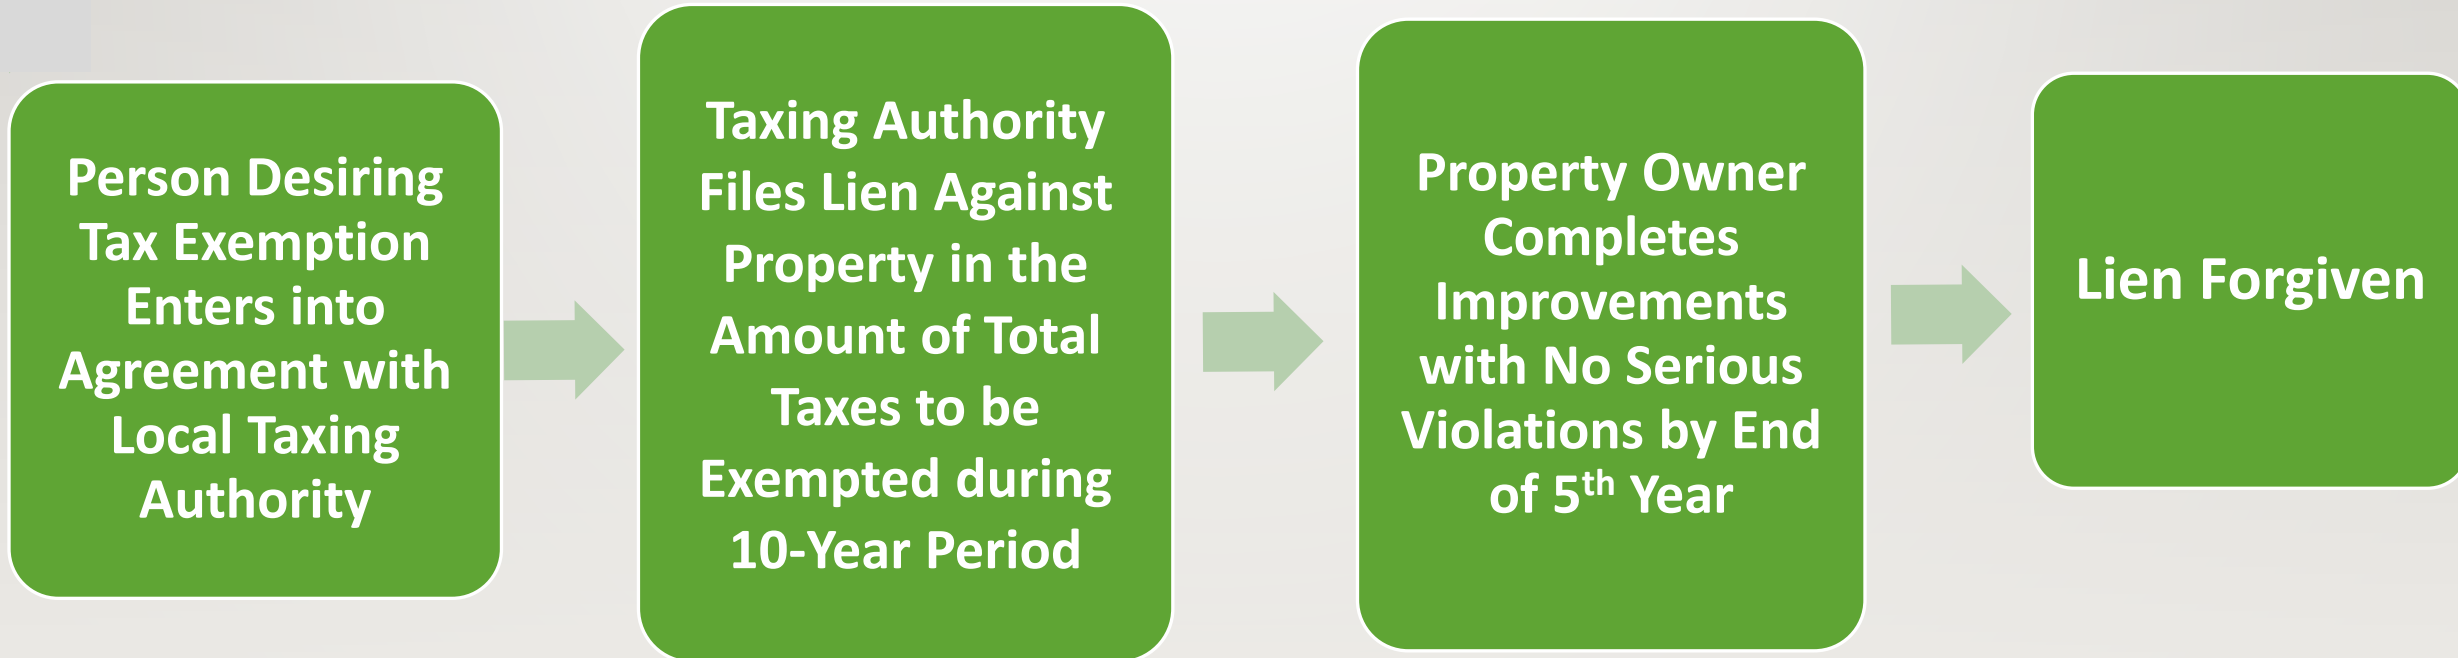 Person Desiring
Tax Exemption
Enters into
Agreement with
Local Taxing
Authority
Taxing Authority
Files Lien Against
Property in the
Amount of Total
Taxes to be
Exempted during
10-Year Period
Property Owner
Completes
Improvements
with No Serious
Violations by End
of 5th Year
Lien Forgiven